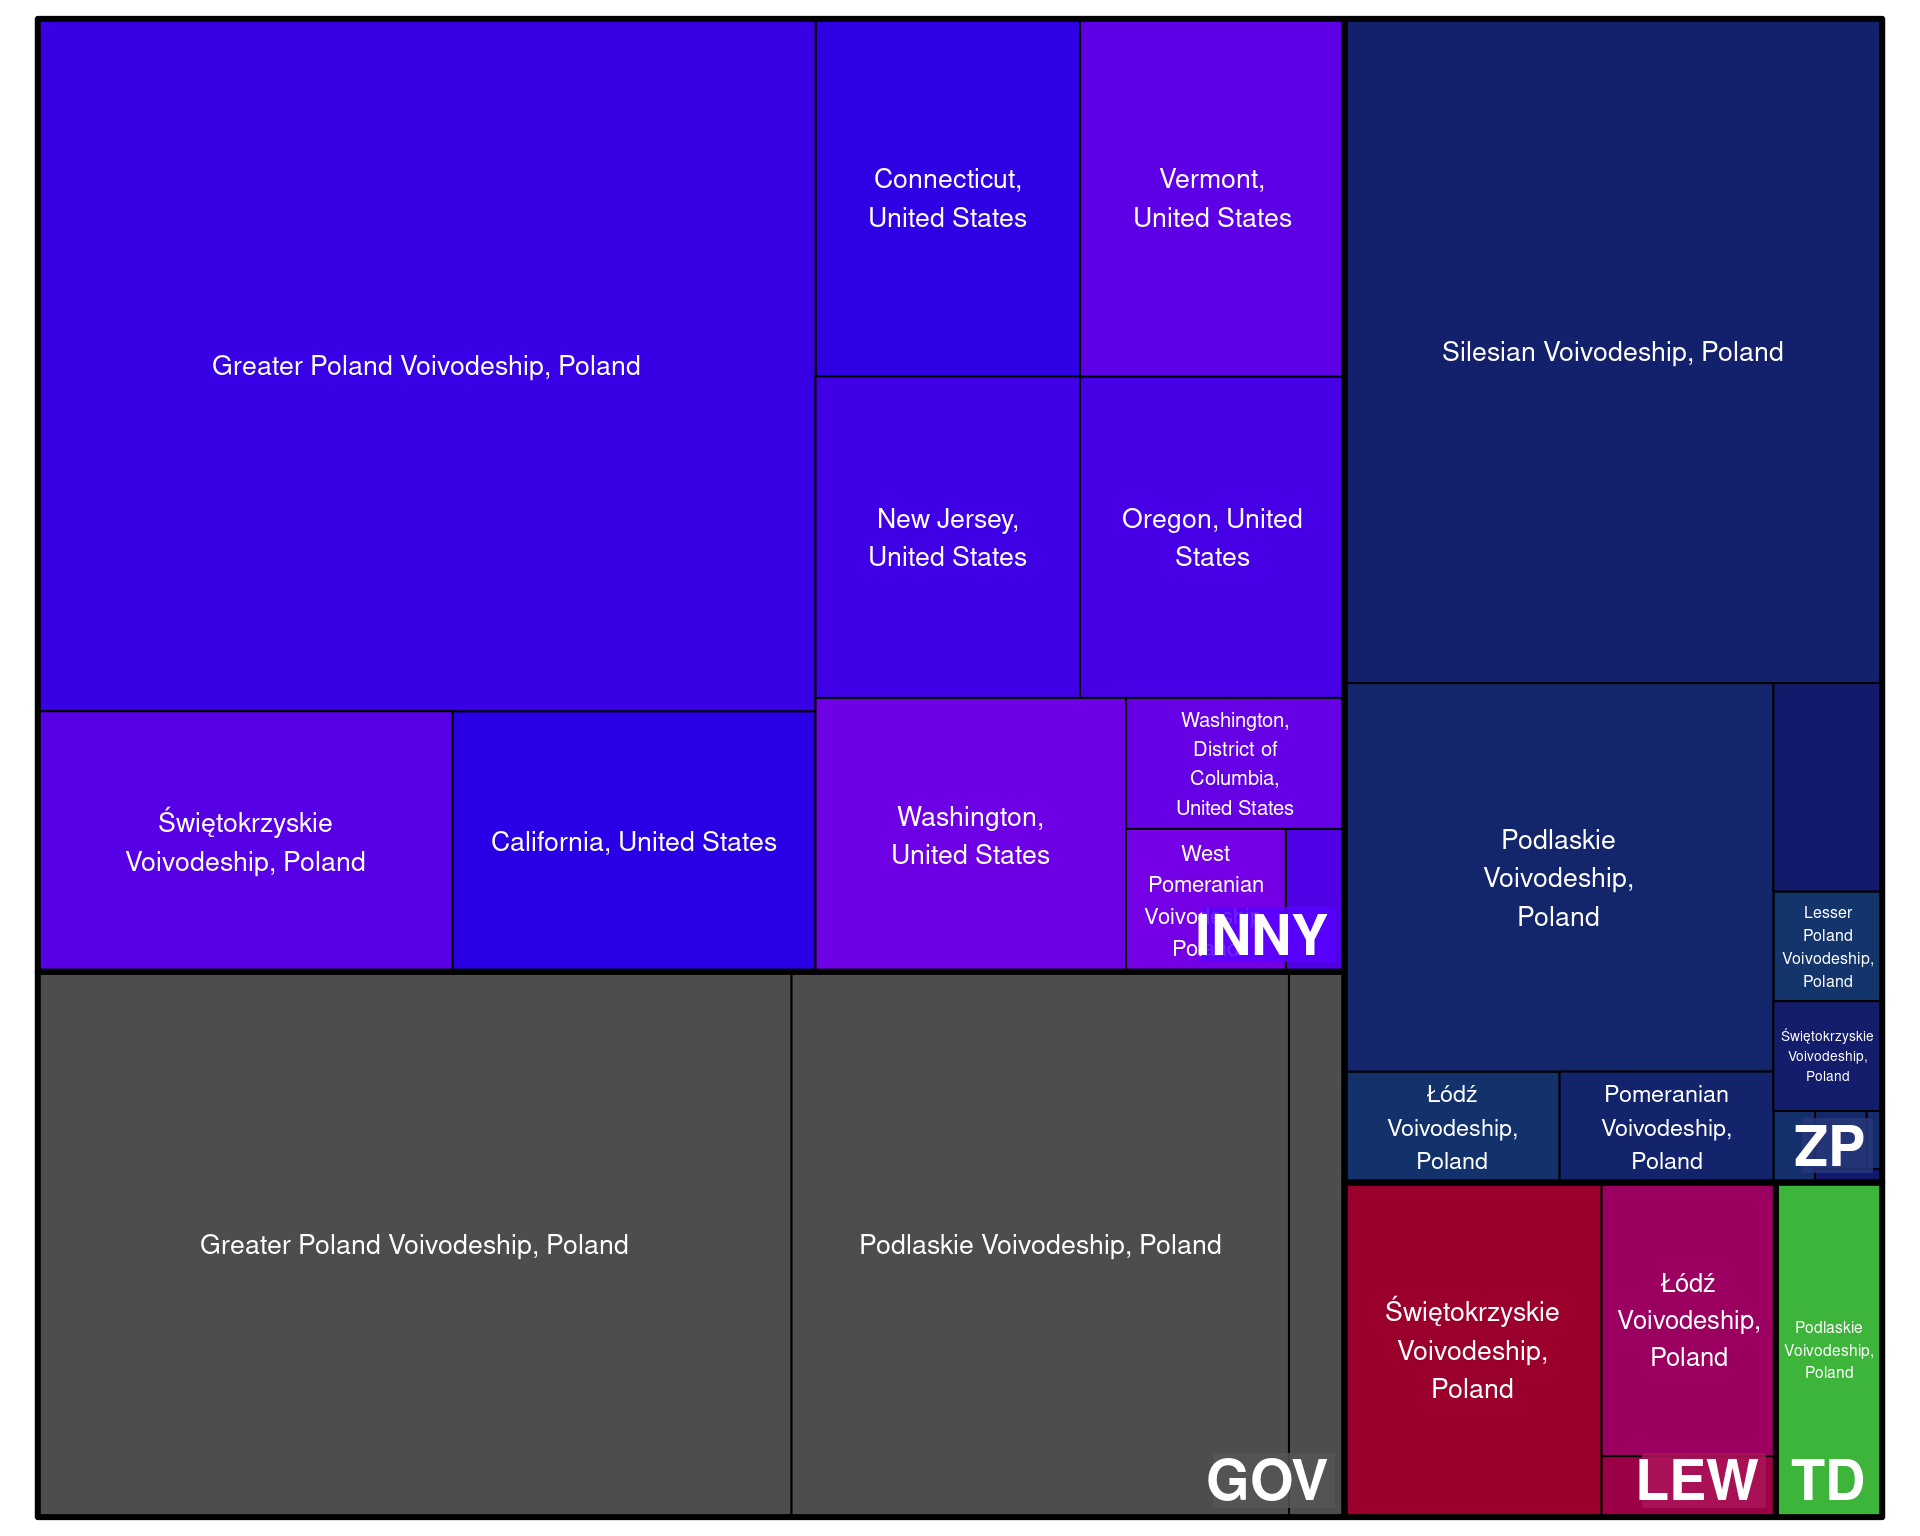 Greater Poland Voivodeship, Poland
Connecticut,
United States
Vermont,
United States
New Jersey,
United States
Oregon, United
States
Świętokrzyskie
Voivodeship, Poland
California, United States
Washington,
United States
Washington,
District of
Columbia,
United States
West
Pomeranian
INNY
Greater Poland Voivodeship, Poland
Podlaskie Voivodeship, Poland
GOV
Silesian Voivodeship, Poland
Podlaskie
Voivodeship,
Poland
Lesser
Poland
Voivodeship,
Poland
Świętokrzyskie
Voivodeship,
Poland
Łódź
Voivodeship,
Poland
Pomeranian
Voivodeship,
Poland
ZP
Świętokrzyskie
Voivodeship,
Poland
Łódź
Voivodeship,
Poland
LEW
Podlaskie
Voivodeship,
Poland
TD